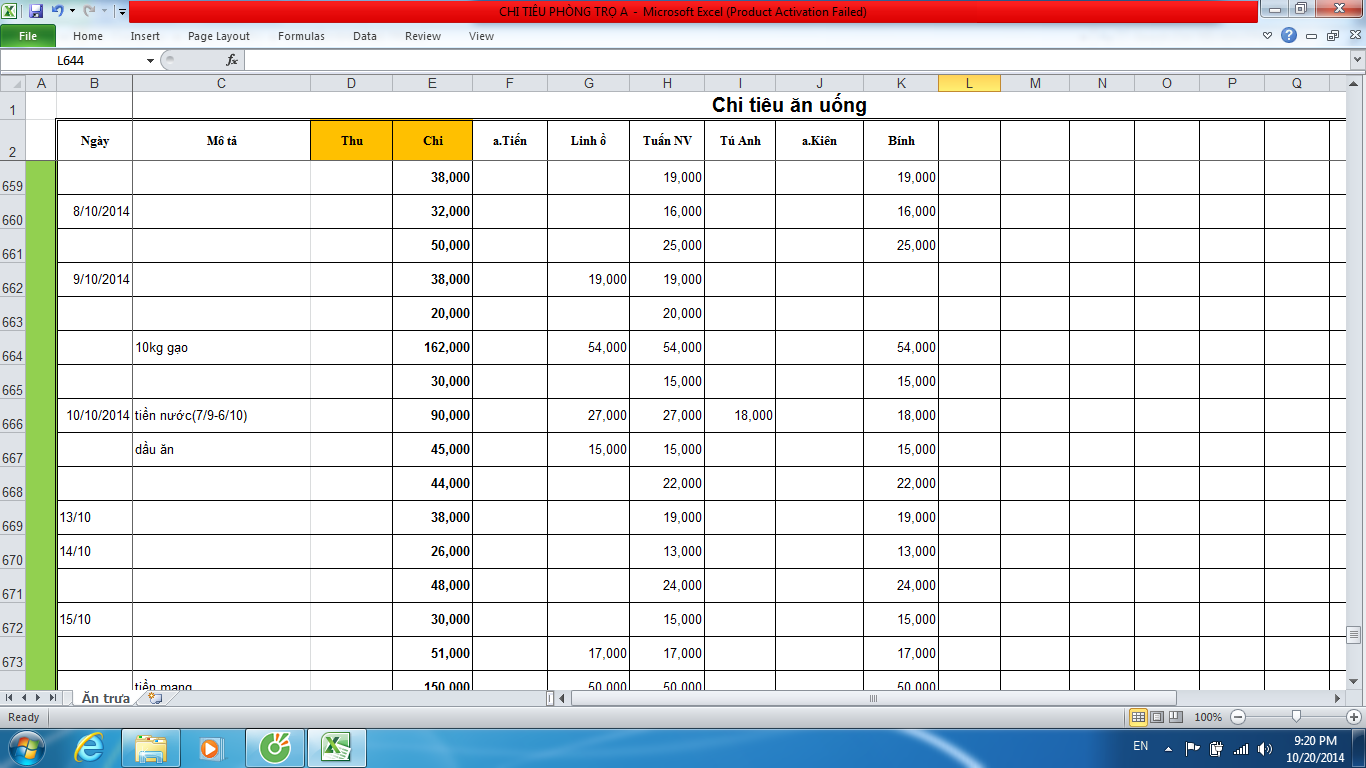 CHI TIÊU PHÒNG TRỌ A - Microsoft Excel (Product Activation Failed)
File Home Insert Page Layout Formulas Data Review View
L644 fx
A B C D E F G H I J K L M N O P Q
1 Chi tiêu ăn uống
2 Ngày Mô tả Thu Chi a.Tiến Linh ồ Tuấn NV Tú Anh a.Kiên Bính
659 38,000 19,000 19,000
660 8/10/2014 32,000 16,000 16,000
661 50,000 25,000 25,000
662 9/10/2014 38,000 19,000 19,000
663 20,000 20,000
664 10kg gạo 162,000 54,000 54,000 54,000
665 30,000 15,000 15,000
666 10/10/2014 tiền nước(7/9-6/10) 90,000 27,000 27,000 18,000 18,000
667 dầu ăn 45,000 15,000 15,000 15,000
668 44,000 22,000 22,000
669 13/10 38,000 19,000 19,000
670 14/10 26,000 13,000 13,000
671 48,000 24,000 24,000
672 15/10 30,000 15,000 15,000
673 51,000 17,000 17,000 17,000
tiền mạng 150,000 50,000 50,000 50,000
Ăn trưa
Ready 100%
EN 9:20 PM
10/20/2014